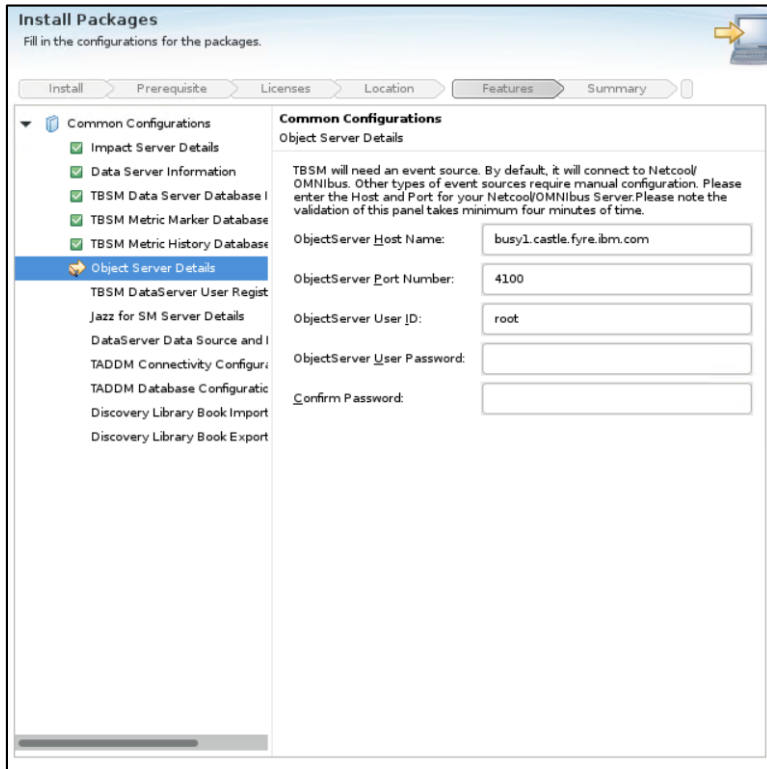 Install Packages
Fill in the configurations for the packages.
Install Prerequisite Licenses Location Features Summary
Common Configurations
Impact Server Details
Data Server Information
TBSM Data Server Database I
TBSM Metric Marker Database
TBSM Metric History Database
Object Server Details
TBSM DataServer User Regist
Jazz for SM Server Details
DataServer Data Source and I
TADDM Connectivity Configura
TADDM Database Configuratic
Discovery Library Book Import
Discovery Library Book Export
Common Configurations
Object Server Details
TBSM will need an event source. By default, it will connect to Netcool/
OMNIbus. Other types of event sources require manual configuration. Please
enter the Host and Port for your Netcool/OMNIbus Server.Please note the
validation of this panel takes minimum four minutes of time.
ObjectServer Host Name: busy1.castle.fyre.ibm.com
ObjectServer Port Number: 4100
ObjectServer User ID: root
ObjectServer User Password:
Confirm Password: